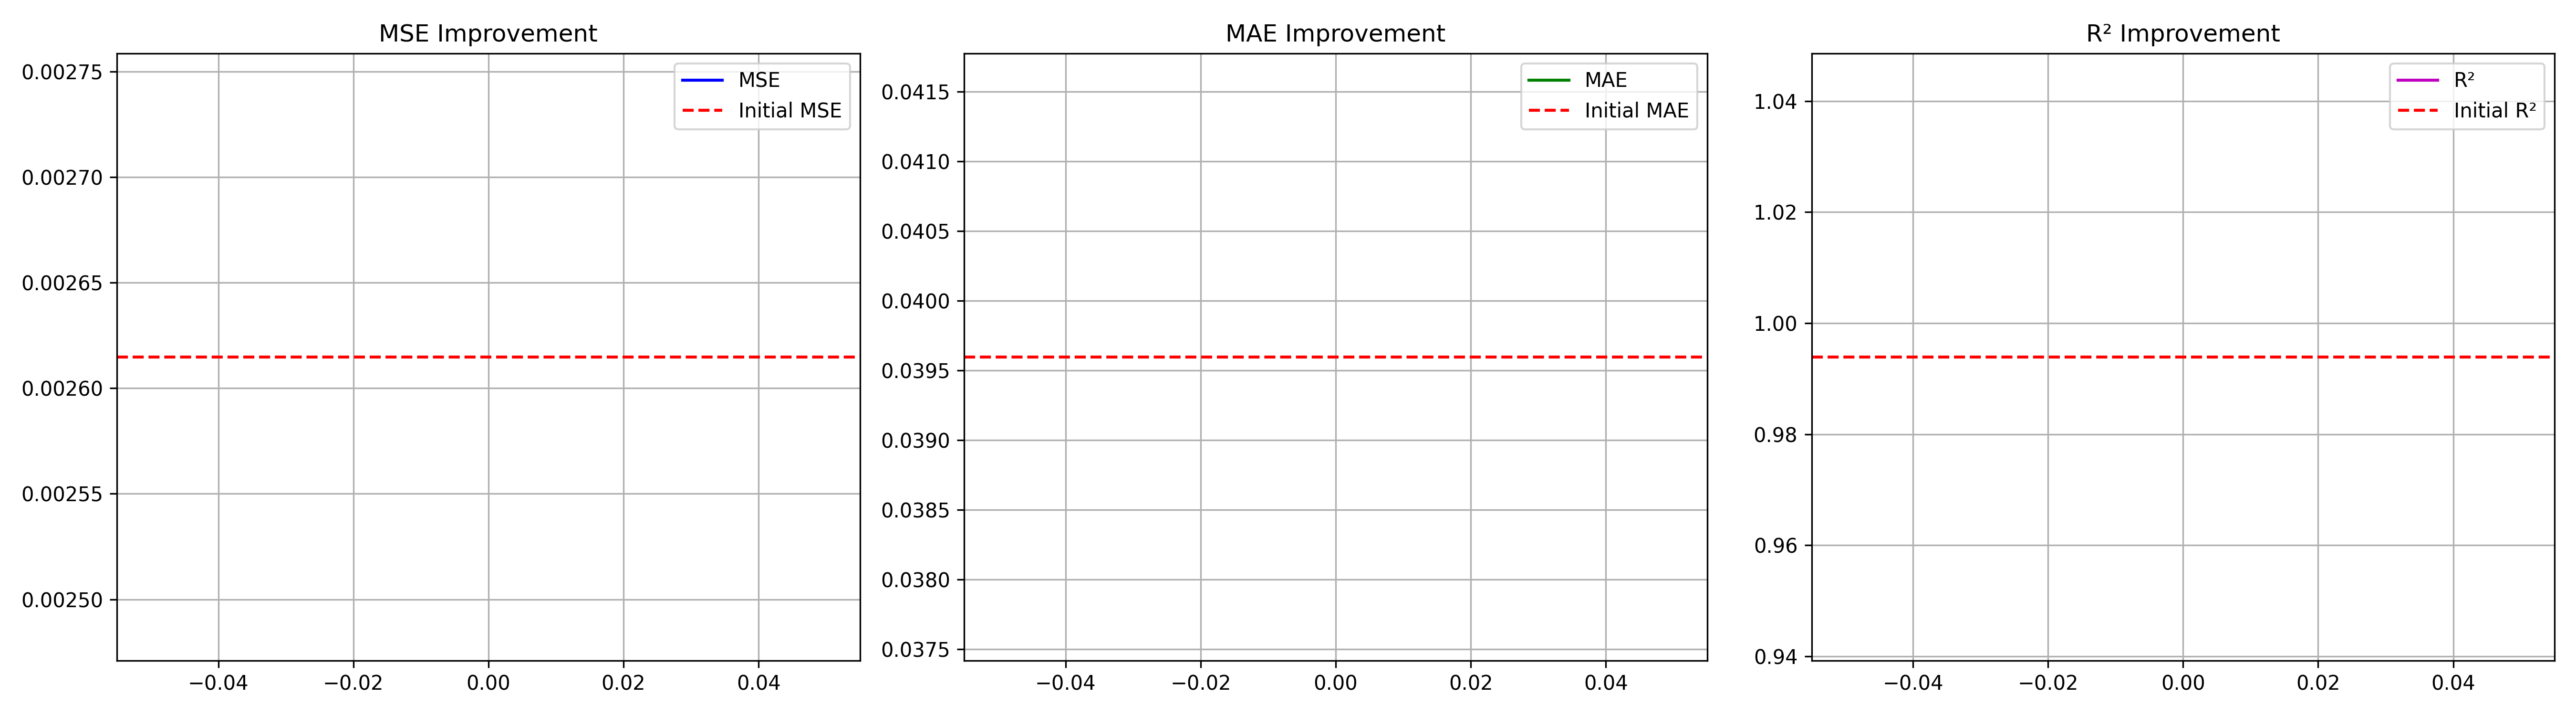 MSE Improvement
0.00275
0.00270
0.00265
0.00260
0.00255
0.00250
−0.04 −0.02 0.00 0.02 0.04
MSE
Initial MSE
MAE Improvement
0.0415
0.0410
0.0405
0.0400
0.0395
0.0390
0.0385
0.0380
0.0375
−0.04 −0.02 0.00 0.02 0.04
MAE
Initial MAE
R² Improvement
1.04
1.02
1.00
0.98
0.96
0.94
−0.04 −0.02 0.00 0.02 0.04
R²
Initial R²